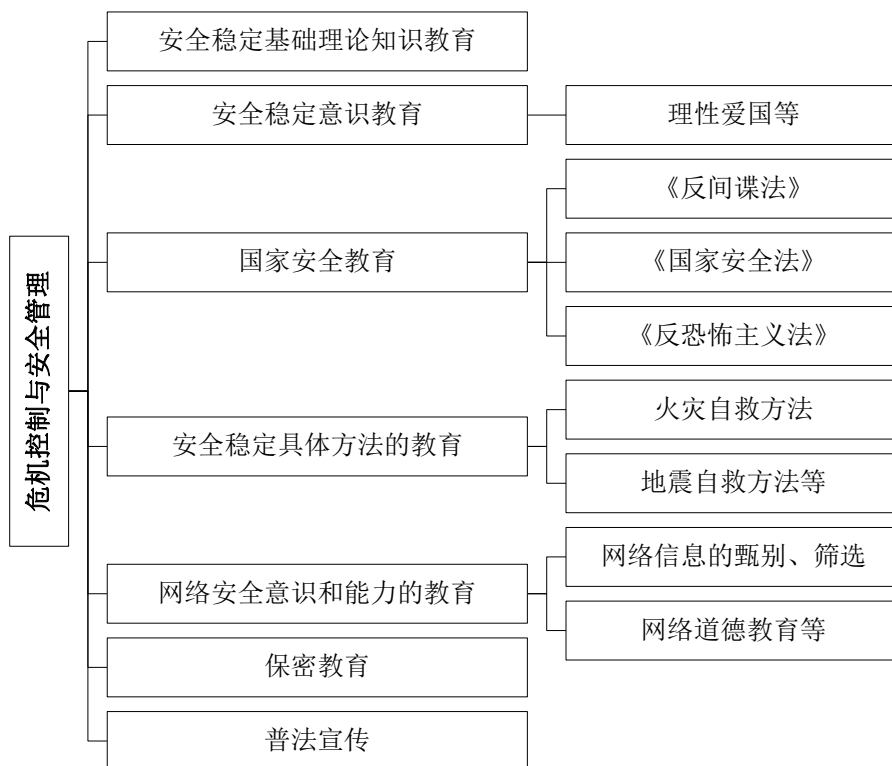 危机控制与安全管理
安全稳定基础理论知识教育
安全稳定意识教育
理性爱国等
国家安全教育
《反间谍法》
《国家安全法》
《反恐怖主义法》
安全稳定具体方法的教育
火灾自救方法
地震自救方法等
网络安全意识和能力的教育
网络信息的甄别、筛选
网络道德教育等
保密教育
普法宣传